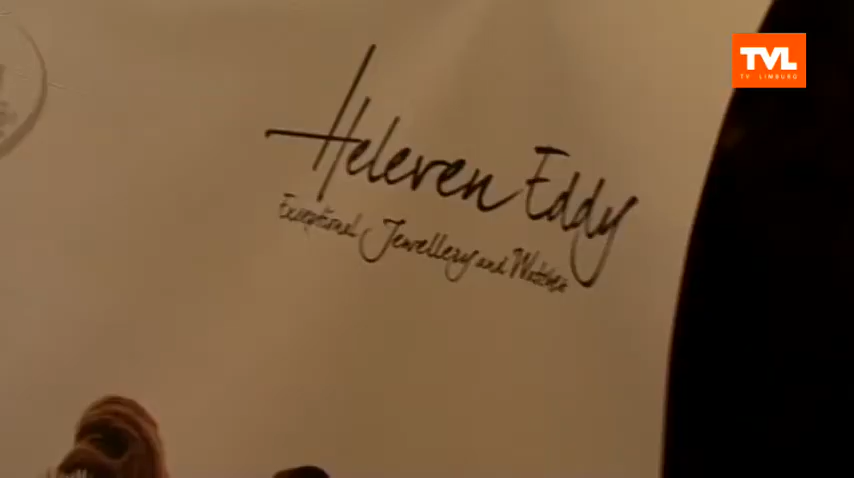 TVL
TV LIMBURG
Heleven Eddy
Exceptional Jewellery and Watches